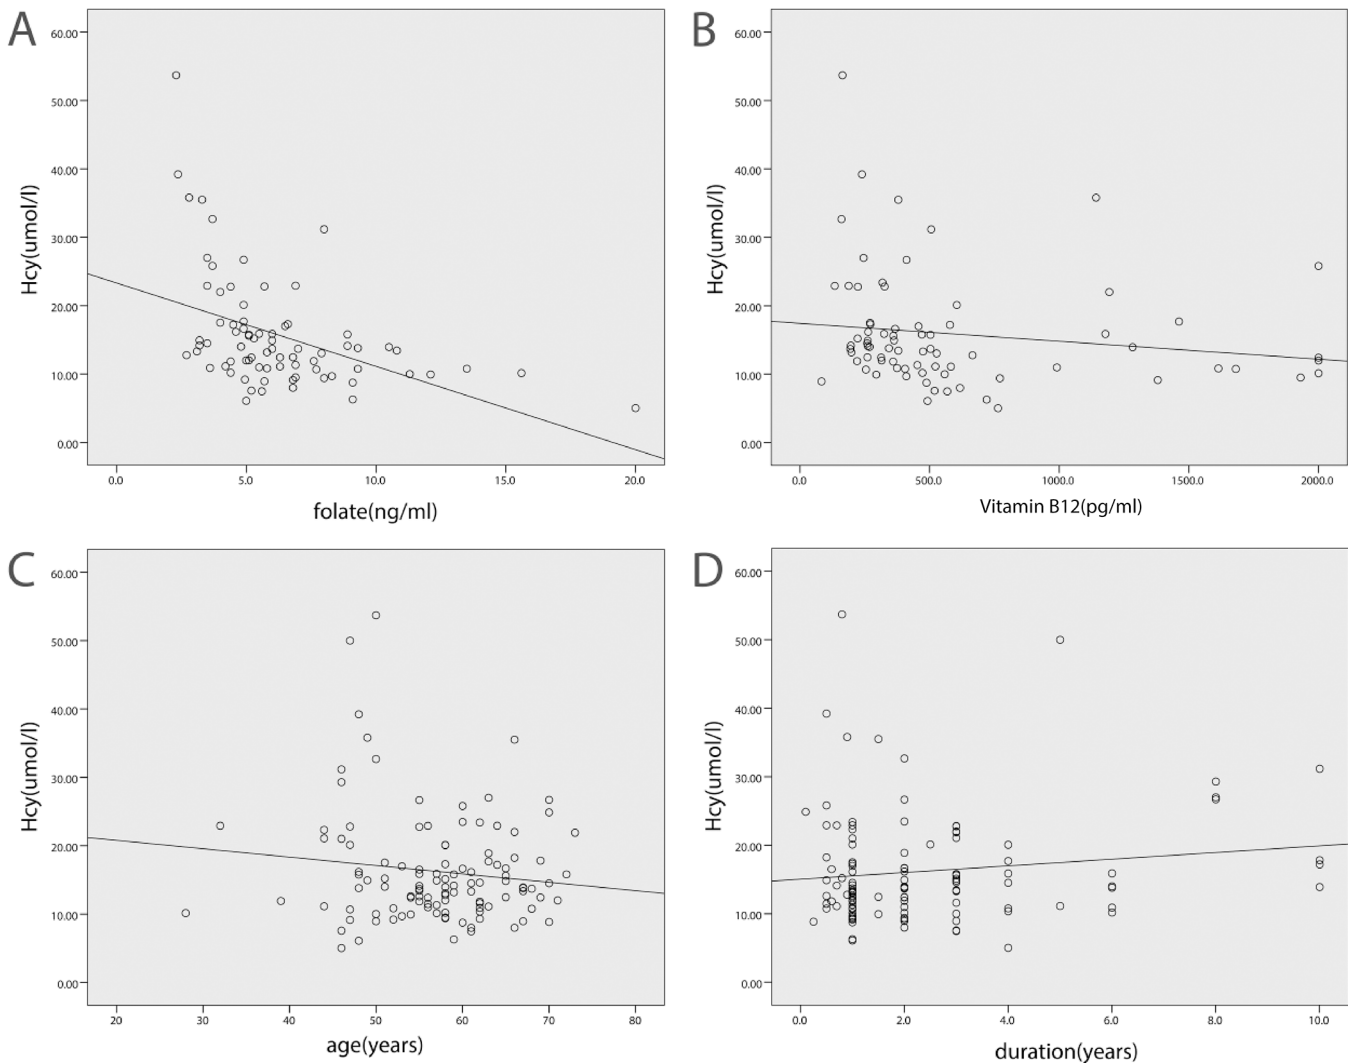 A
60.00
50.00
40.00
30.00
20.00
10.00
0.00
Hcy(umol/l)
0.0 5.0 10.0 15.0 20.0
folate(ng/ml)
B
60.00
50.00
40.00
30.00
20.00
10.00
0.00
Hcy(umol/l)
0.0 500.0 1000.0 1500.0 2000.0
Vitamin B12(pg/ml)
C
60.00
50.00
40.00
30.00
20.00
10.00
0.00
Hcy(umol/l)
20 30 40 50 60 70 80
age(years)
D
60.00
50.00
40.00
30.00
20.00
10.00
0.00
Hcy(umol/l)
0.0 2.0 4.0 6.0 8.0 10.0
duration(years)